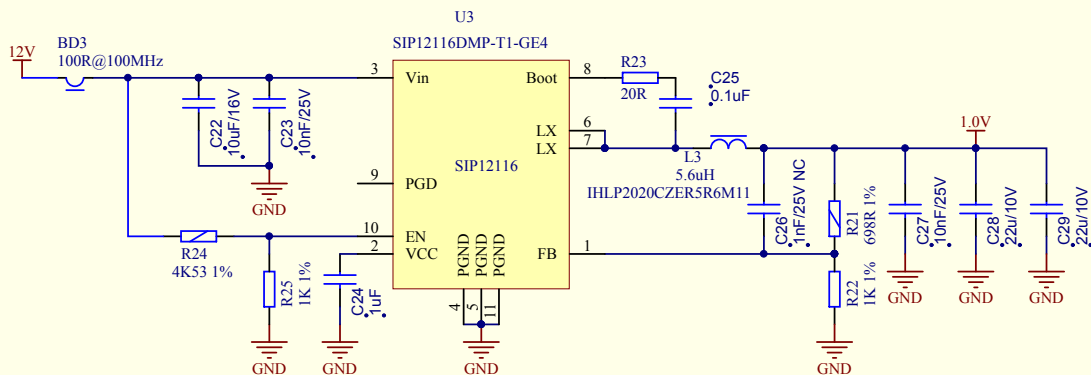 U3
SIP12116DMP-T1-GE4
12V
BD3
100R@100MHz
3
Vin
Boot
8
R23
20R
C25
0.1uF
C22
10uF/16V
C23
10nF/25V
GND
LX
6
LX
7
L3
5.6uH
IHLP2020CZER5R6M11
1.0V
SIP12116
9
PGD
C26
1nF/25V NC
R21
698R 1%
C27
10nF/25V
C28
22u/10V
C29
22u/10V
R24
4K53 1%
10
EN
2
VCC
PGND
PGND
PGND
FB
1
R25
1K 1%
C24
1uF
4
5
11
R22
1K 1%
GND
GND
GND
GND
GND
GND
GND